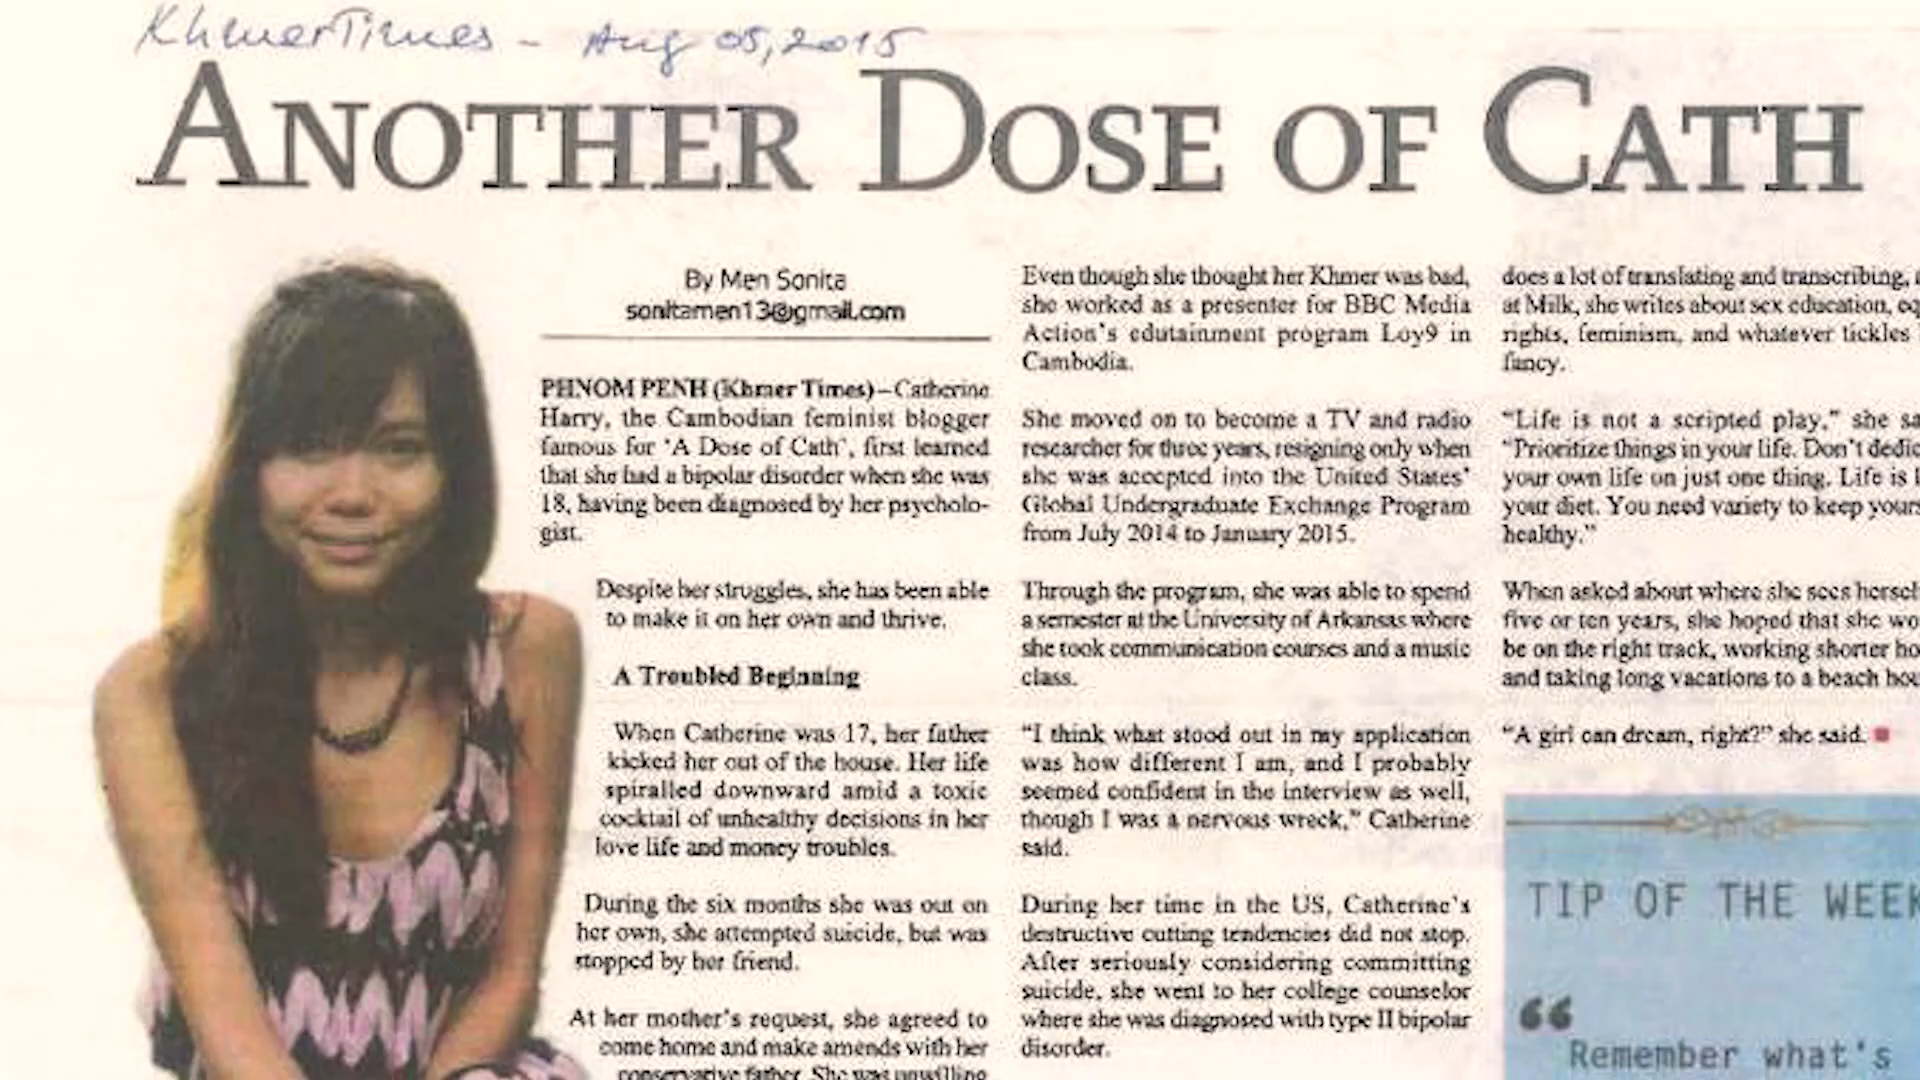 KhmerTimes - Aug 05, 2015
ANOTHER DOSE OF CATH
By Men Sonita
sonitamen13@gmail.com
PHNOM PENH (Khmer Times) – Catherine
Harry, the Cambodian feminist blogger
famous for 'A Dose of Cath', first learned
that she had a bipolar disorder when she was
18, having been diagnosed by her psycholo-
gist.
Despite her struggles, she has been able
to make it on her own and thrive.
A Troubled Beginning
When Catherine was 17, her father
kicked her out of the house. Her life
spiralled downward amid a toxic
cocktail of unhealthy decisions in her
love life and money troubles.
During the six months she was out on
her own, she attempted suicide, but was
stopped by her friend.
At her mother's request, she agreed to
come home and make amends with her
conservative father. She was unwilling
Even though she thought her Khmer was bad,
she worked as a presenter for BBC Media
Action's edutainment program Loy9 in
Cambodia.
She moved on to become a TV and radio
researcher for three years, resigning only when
she was accepted into the United States'
Global Undergraduate Exchange Program
from July 2014 to January 2015.
Through the program, she was able to spend
a semester at the University of Arkansas where
she took communication courses and a music
class.
"I think what stood out in my application
was how different I am, and I probably
seemed confident in the interview as well,
though I was a nervous wreck," Catherine
said.
During her time in the US, Catherine's
destructive cutting tendencies did not stop.
After seriously considering committing
suicide, she went to her college counselor
where she was diagnosed with type II bipolar
disorder.
does a lot of translating and transcribing,
at Milk, she writes about sex education,
rights, feminism, and whatever tickles
fancy.
"Life is not a scripted play," she
"Prioritize things in your life. Don't
your own life on just one thing. Life is
your diet. You need variety to keep
healthy."
When asked about where she sees
five or ten years, she hoped that she
be on the right track, working shorter
and taking long vacations to a beach
"A girl can dream, right?" she said.
TIP OF THE WEEK
“
Remember what's